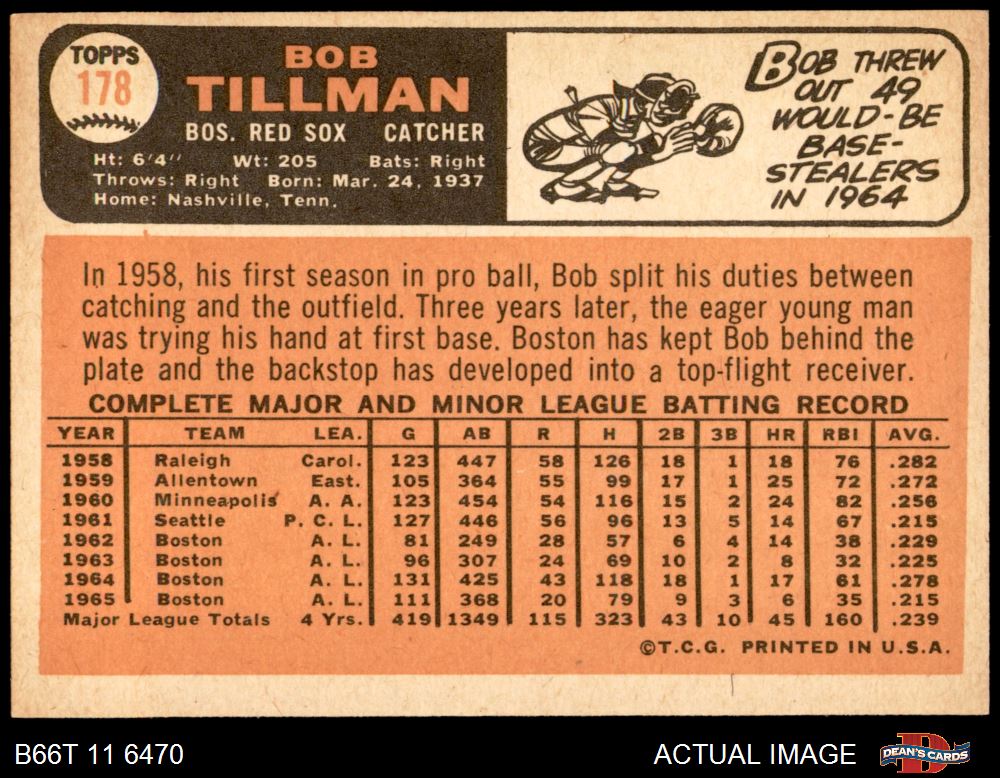 TOPPS
178
BOB
TILLMAN
BOS. RED SOX CATCHER
Ht: 6'4" Wt: 205 Bats: Right
Throws: Right Born: Mar. 24, 1937
Home: Nashville, Tenn.
BOB THREW
OUT 49
WOULD-BE
BASE-
STEALERS
IN 1964
In 1958, his first season in pro ball, Bob split his duties between
catching and the outfield. Three years later, the eager young man
was trying his hand at first base. Boston has kept Bob behind the
plate and the backstop has developed into a top-flight receiver.
COMPLETE MAJOR AND MINOR LEAGUE BATTING RECORD
YEAR TEAM LEA. G AB R H 2B 3B HR RBI AVG.
1958 Raleigh Carol. 123 447 58 126 18 1 18 76 .282
1959 Allentown East. 105 364 55 99 17 1 25 72 .272
1960 Minneapolis A. A. 123 454 54 116 15 2 24 82 .256
1961 Seattle P. C. L. 127 446 56 96 13 5 14 67 .215
1962 Boston A. L. 81 249 28 57 6 4 14 38 .229
1963 Boston A. L. 96 307 24 69 10 2 8 32 .225
1964 Boston A. L. 131 425 43 118 18 1 17 61 .278
1965 Boston A. L. 111 368 20 79 9 3 6 35 .215
Major League Totals 4 Yrs. 419 1349 115 323 43 10 45 160 .239
©T.C.G. PRINTED IN U.S.A.
B66T 11 6470 ACTUAL IMAGE
DEAN'S CARDS